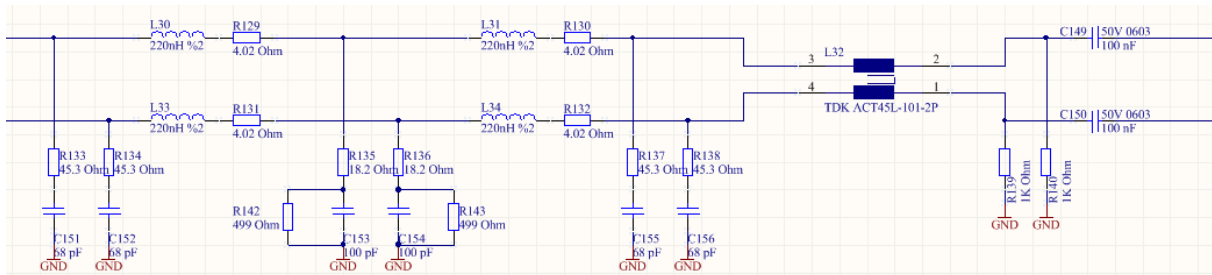 L30
220nH %2
R129
4.02 Ohm
L31
220nH %2
R130
4.02 Ohm
L32
3
2
4
1
TDK ACT45L-101-2P
C149
50V 0603
100 nF
L33
220nH %2
R131
4.02 Ohm
L34
220nH %2
R132
4.02 Ohm
C150
50V 0603
100 nF
R133
45.3 Ohm
R134
45.3 Ohm
R135
18.2 Ohm
R136
18.2 Ohm
R137
45.3 Ohm
R138
45.3 Ohm
R139
1K Ohm
R140
1K Ohm
R142
499 Ohm
R143
499 Ohm
C151
68 pF
C152
68 pF
C153
100 pF
C154
100 pF
C155
68 pF
C156
68 pF
GND
GND
GND
GND
GND
GND
GND
GND